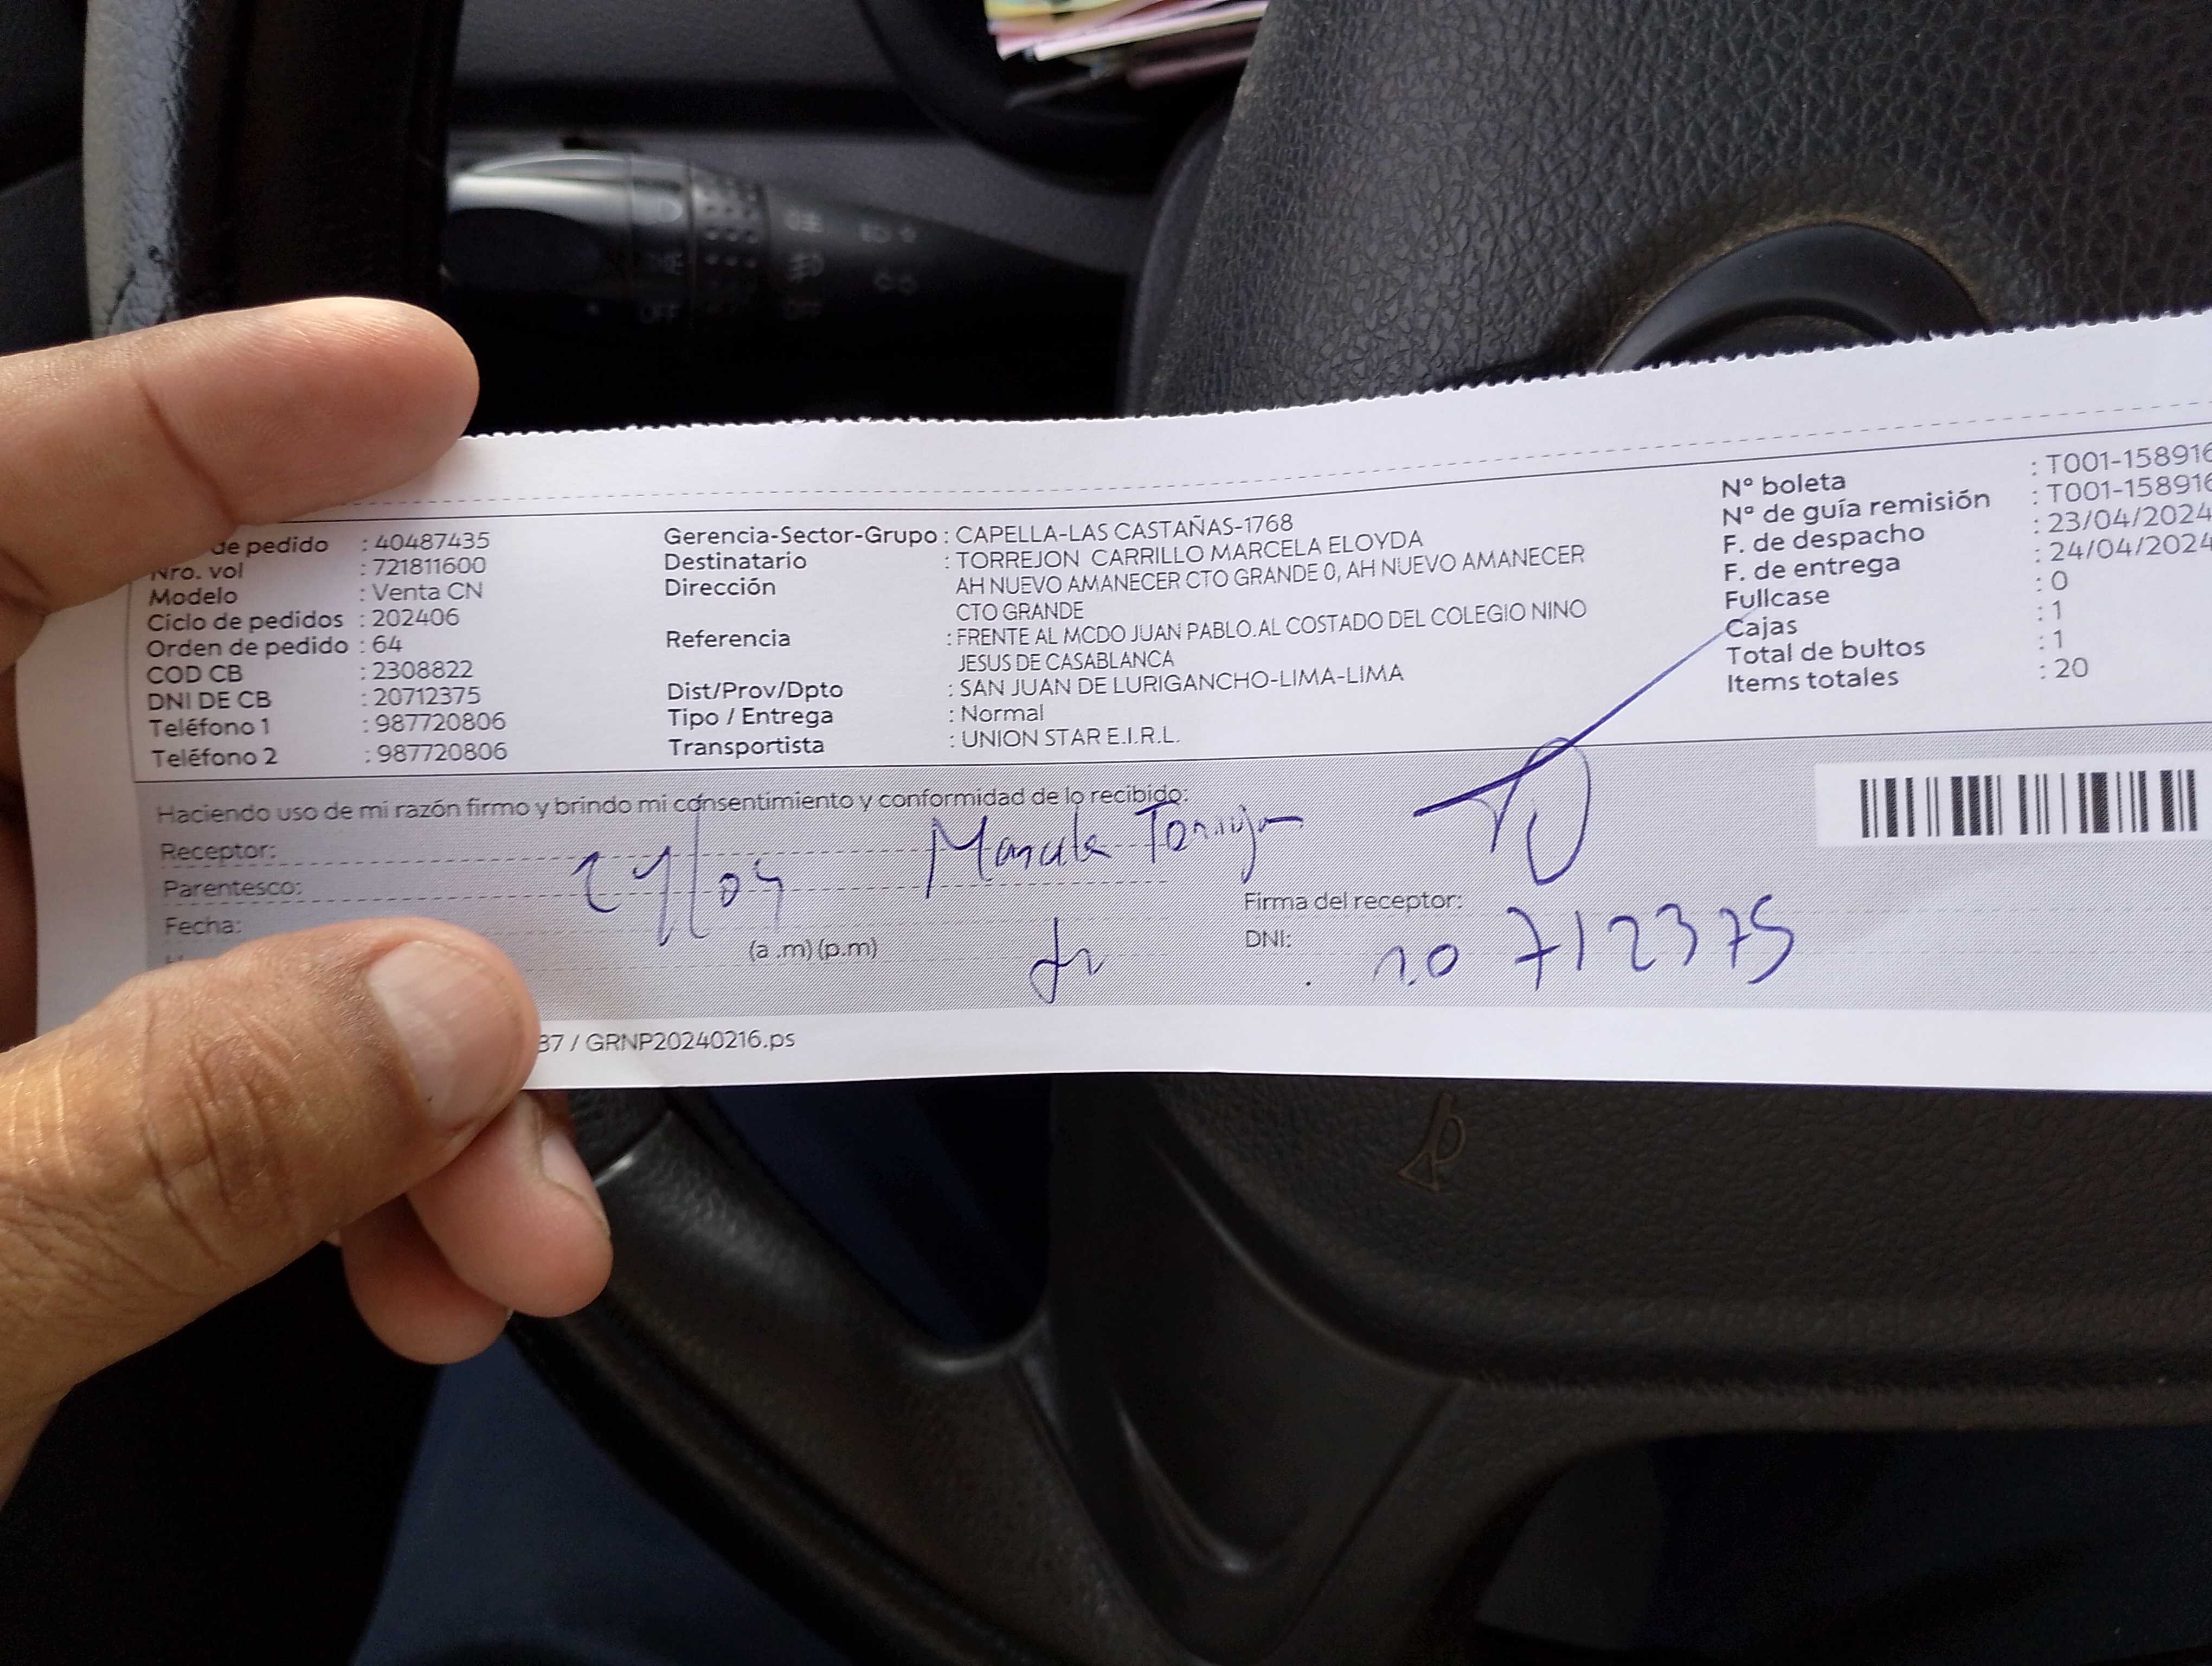 de pedido : 40487435
Nro. vol : 721811600
Modelo : Venta CN
Ciclo de pedidos : 202406
Orden de pedido : 64
COD CB : 2308822
DNI DE CB : 20712375
Teléfono 1 : 987720806
Teléfono 2 : 987720806
Gerencia-Sector-Grupo : CAPELLA-LAS CASTAÑAS-1768
Destinatario : TORREJON CARRILLO MARCELA ELOYDA
Dirección AH NUEVO AMANECER CTO GRANDE 0, AH NUEVO AMANECER
CTO GRANDE
Referencia : FRENTE AL MCDO JUAN PABLO.AL COSTADO DEL COLEGIO NINO
JESUS DE CASABLANCA
Dist/Prov/Dpto : SAN JUAN DE LURIGANCHO-LIMA-LIMA
Tipo / Entrega : Normal
Transportista : UNION STAR E.I.R.L.
N° boleta : T001-158916
N° de guía remisión : T001-158916
F. de despacho : 23/04/2024
F. de entrega : 24/04/2024
Fullcase : 0
Cajas : 1
Total de bultos : 1
Items totales : 20
Haciendo uso de mi razón firmo y brindo mi consentimiento y conformidad de lo recibido:
Receptor:
Parentesco:
Fecha:
(a .m) (p.m)
Firma del receptor:
DNI: 20712375
37 / GRNP20240216.ps
OFF